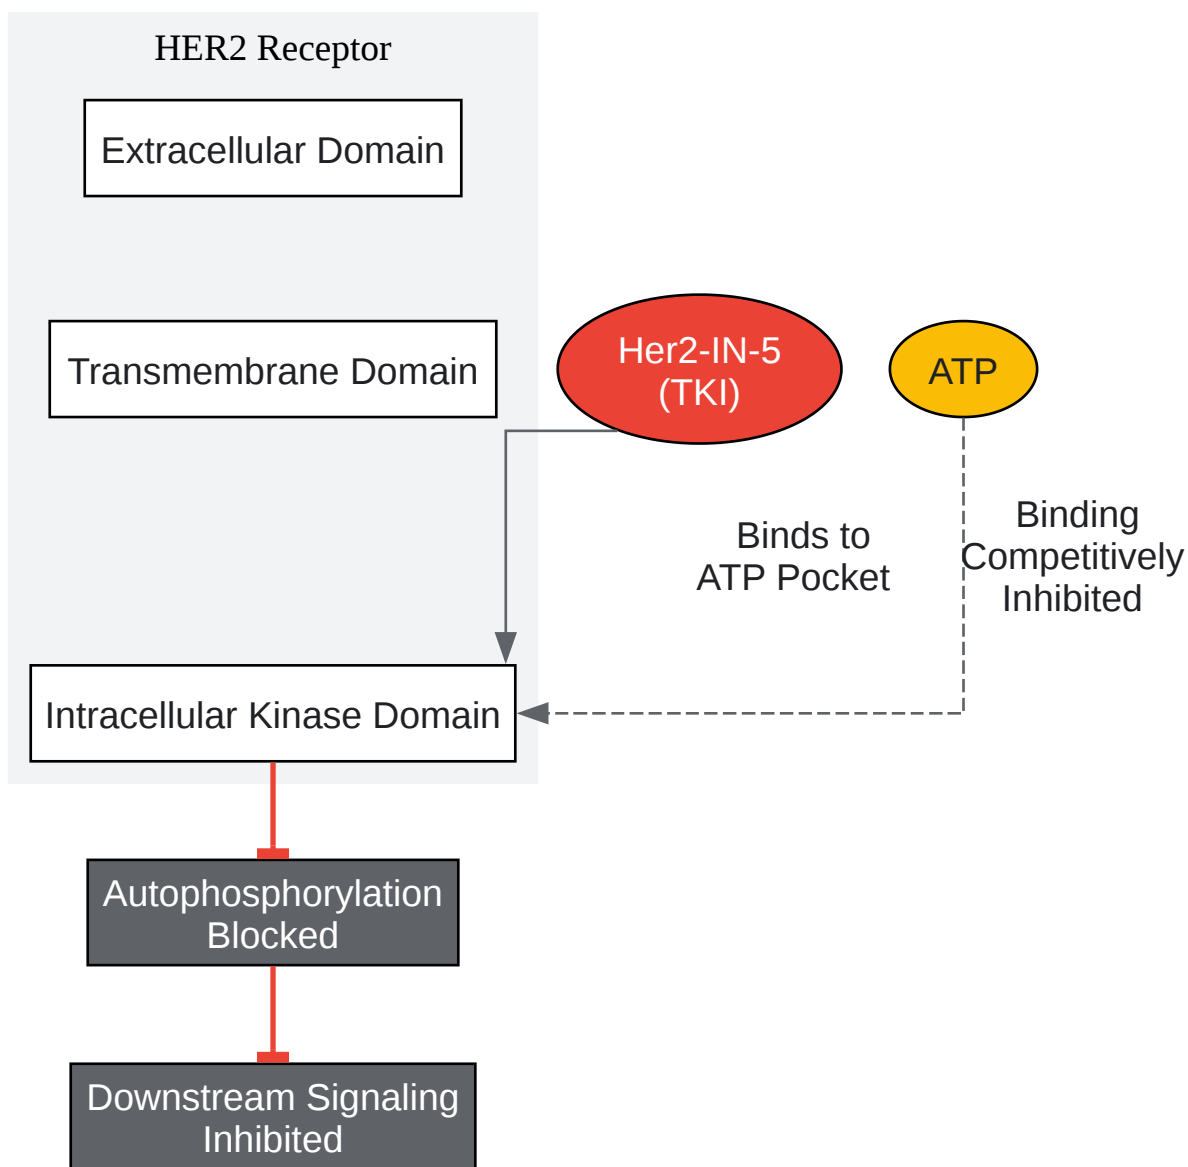 HER2 Receptor
Extracellular Domain
Transmembrane Domain
Her2-IN-5
(TKI)
ATP
Binds to
ATP Pocket
Binding
Competitively
Inhibited
Intracellular Kinase Domain
Autophosphorylation
Blocked
Downstream Signaling
Inhibited